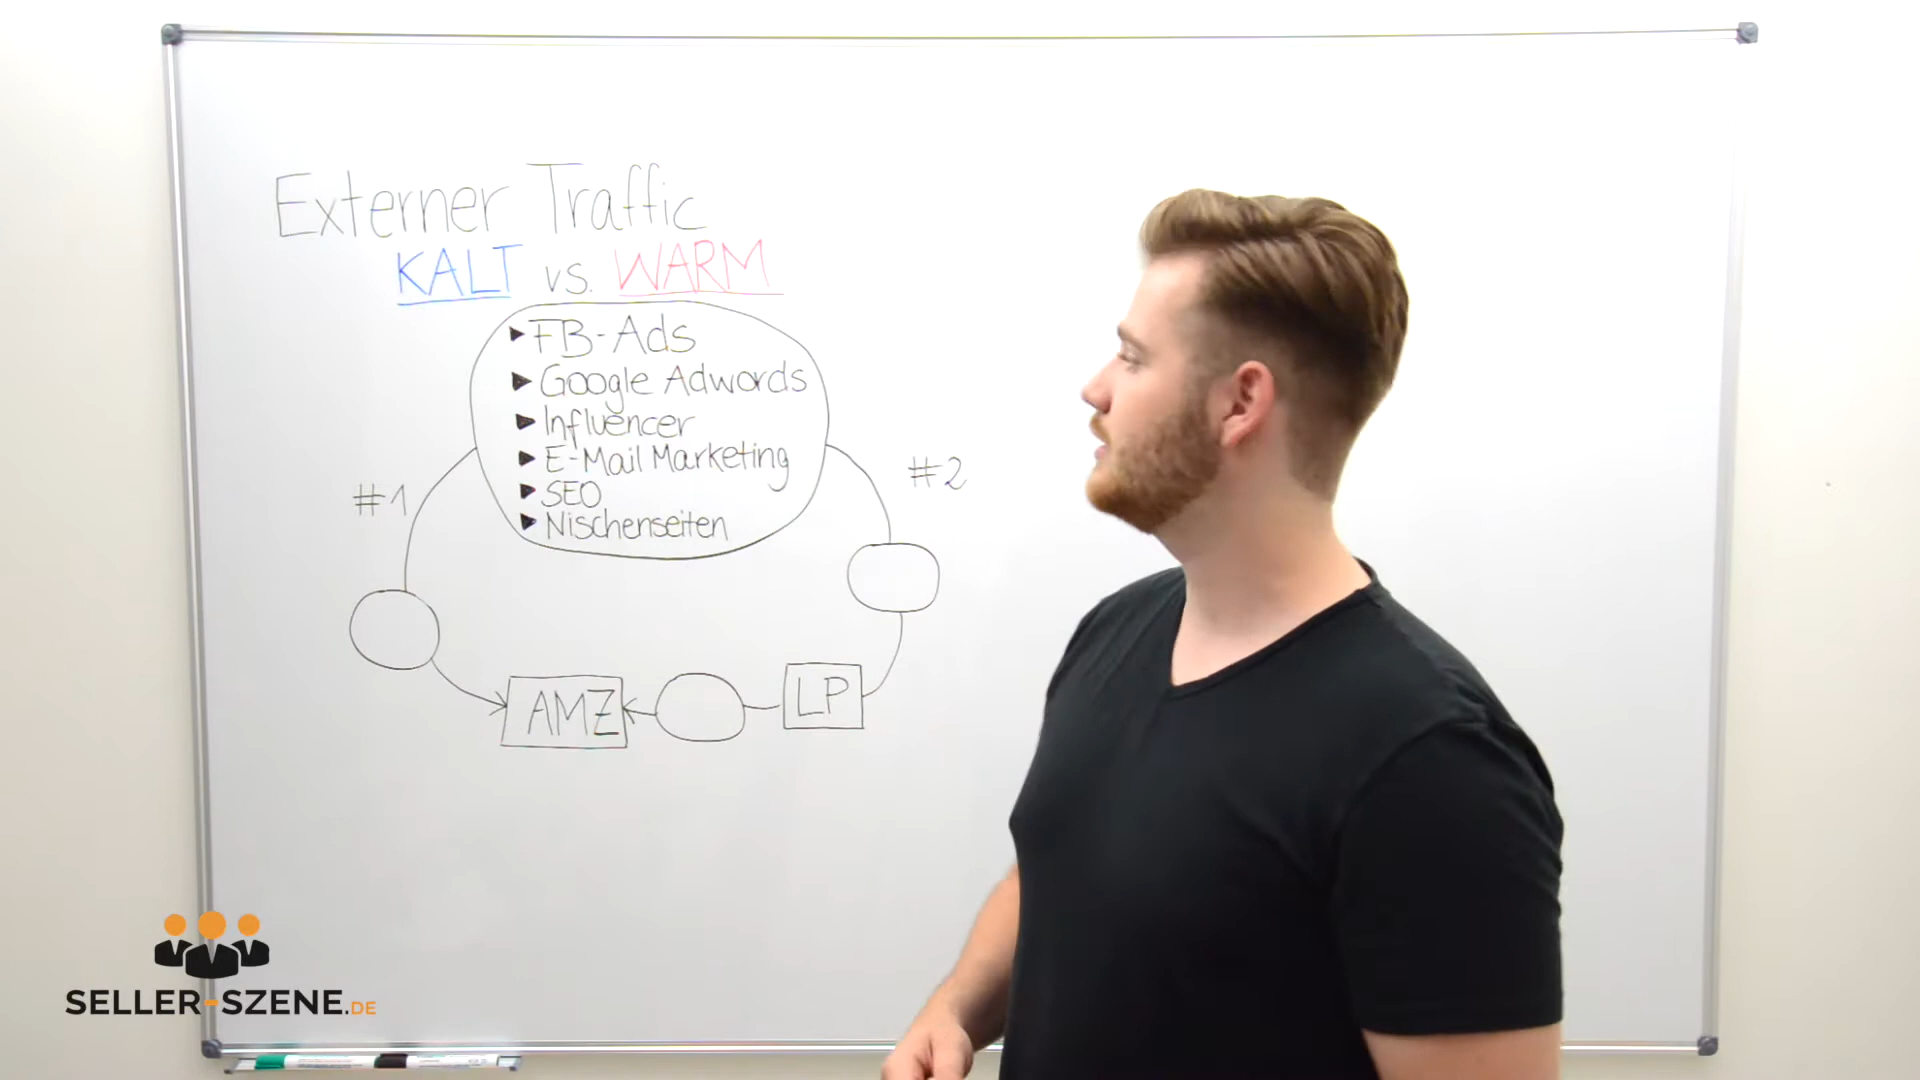 Externer Traffic
KALT vs. WARM
▸ FB-Ads
▸ Google Adwords
▸ Influencer
▸ E-Mail Marketing
▸ SEO
▸ Nischenseiten
#1
#2
AMZ
LP
SELLER-SZENE.DE